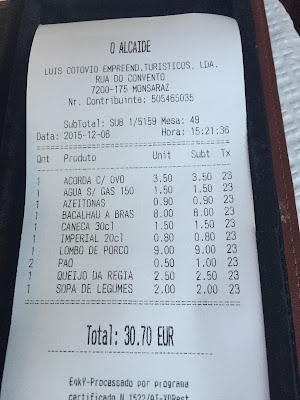 O ALCAIDE
LUIS COTOVIO EMPREEND.TURISTICOS, LDA.
RUA DO CONVENTO
7200-175 MONSARAZ
Nr. Contribuinte: 505465035
SubTotal: SUB 1/5159 Mesa: 49
Data: 2015-12-06 Hora: 15:21:36
Qnt Produto Unit Subt Tx
1 ACORDA C/ OVO 3.50 3.50 23
1 AGUA S/ GAS 150 1.50 1.50 23
1 AZEITONAS 0.90 0.90 23
1 BACALHAU A BRAS 8.00 8.00 23
1 CANECA 30cl 1.50 1.50 23
1 IMPERIAL 20cl 0.80 0.80 23
1 LOMBO DE PORCO 9.00 9.00 23
2 PAO 0.50 1.00 23
1 QUEIJO DA REGIA 2.50 2.50 23
1 SOPA DE LEGUMES 2.00 2.00 23
Total: 30.70 EUR
EnkY-Processado por programa
certificado N.1522/AT-XDRest